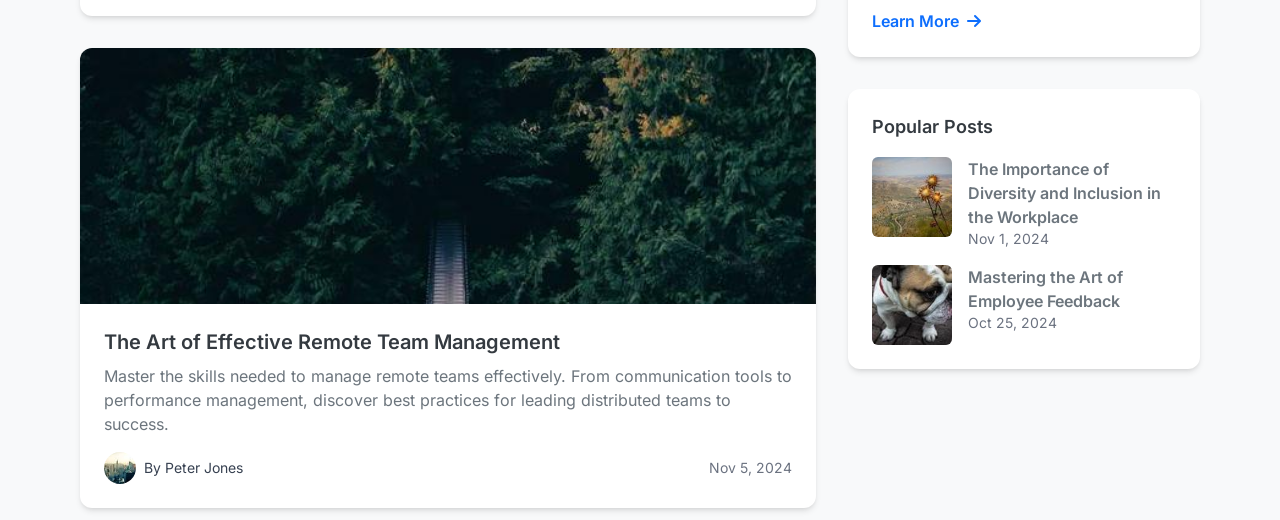 Learn More
Popular Posts
The Importance of
Diversity and Inclusion in
the Workplace
Nov 1, 2024
Mastering the Art of
Employee Feedback
Oct 25, 2024
The Art of Effective Remote Team Management
Master the skills needed to manage remote teams effectively. From communication tools to
performance management, discover best practices for leading distributed teams to
success.
By Peter Jones
Nov 5, 2024